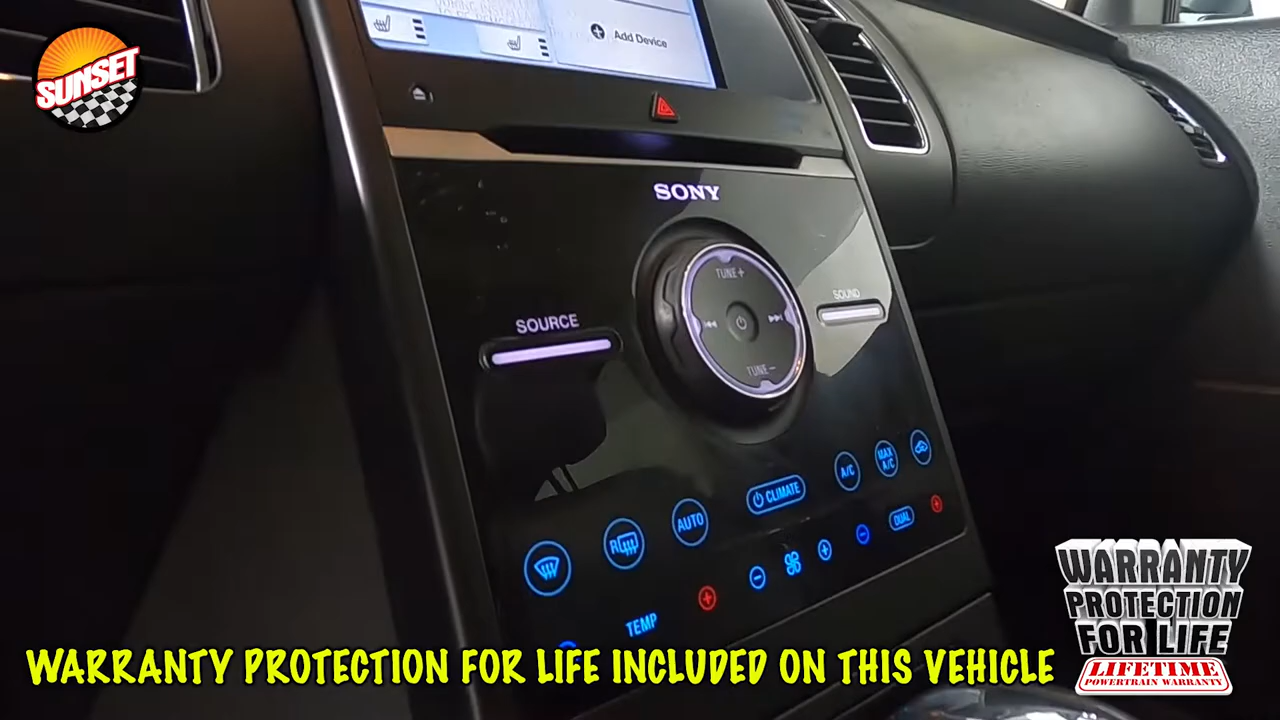 SUNSET
Add Device
SONY
TUNE+
SOURCE
SOUND
TUNE−
A/C
MAX
A/C
CLIMATE
AUTO
R
DUAL
TEMP
WARRANTY
PROTECTION
FOR LIFE
LIFETIME
POWERTRAIN WARRANTY
WARRANTY PROTECTION FOR LIFE INCLUDED ON THIS VEHICLE